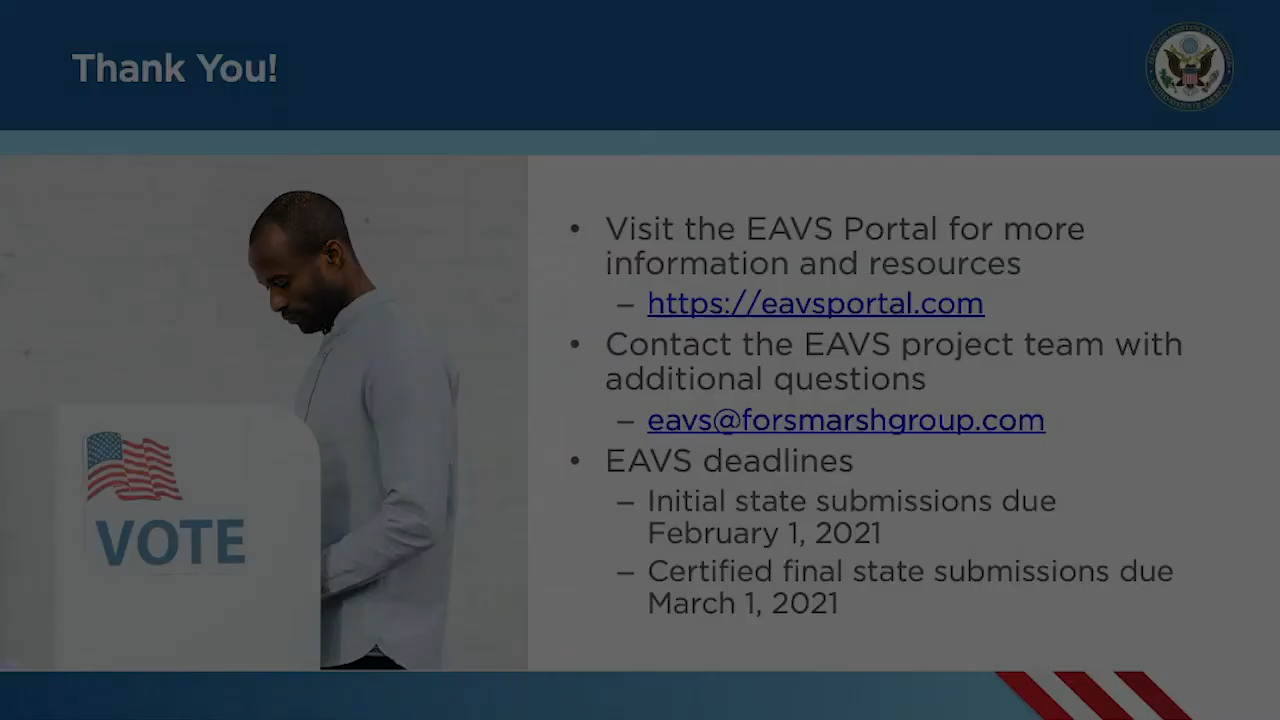 Thank You!
• Visit the EAVS Portal for more
information and resources
– https://eavsportal.com
• Contact the EAVS project team with
additional questions
– eavs@forsmarshgroup.com
• EAVS deadlines
– Initial state submissions due
February 1, 2021
– Certified final state submissions due
March 1, 2021
VOTE